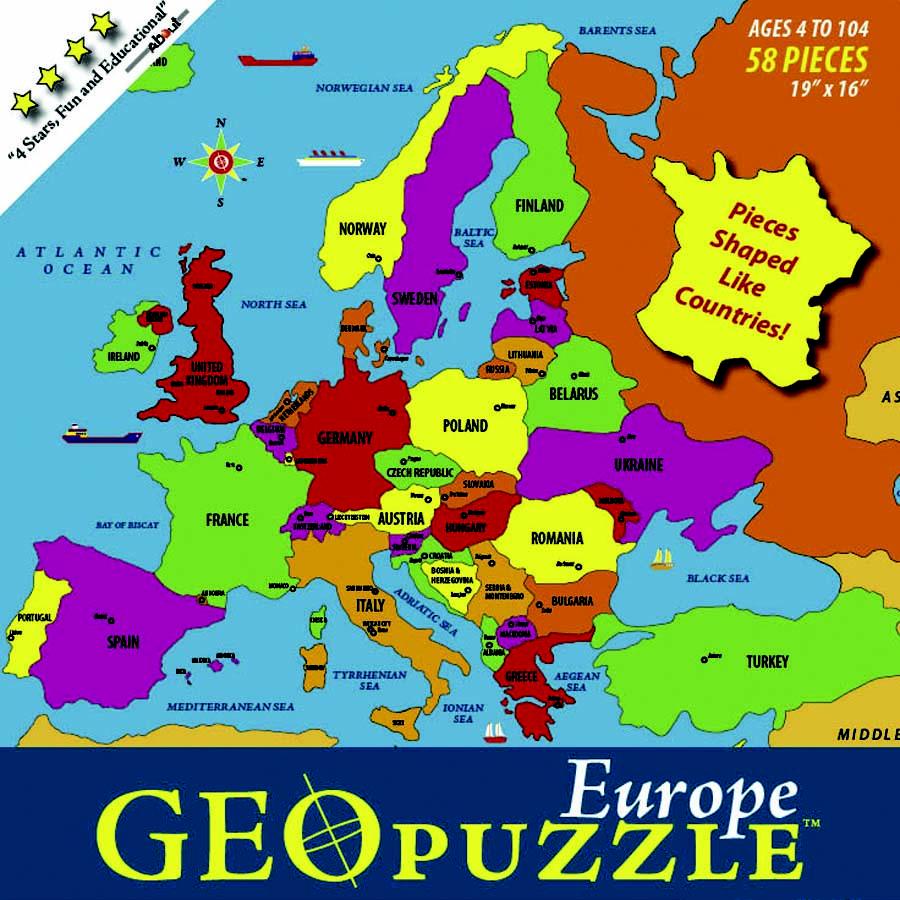 "4 Stars, Fun and Educational"
About
AGES 4 TO 104
58 PIECES
19" x 16"
Pieces
Shaped
Like
Countries!
BARENTS SEA
NORWEGIAN SEA
N
W
E
S
ATLANTIC
OCEAN
NORTH SEA
BALTIC
SEA
NORWAY
SWEDEN
FINLAND
ESTONIA
LATVIA
LITHUANIA
RUSSIA
BELARUS
DENMARK
IRELAND
UNITED
KINGDOM
NETHERLANDS
BELGIUM
GERMANY
POLAND
UKRAINE
CZECH REPUBLIC
SLOVAKIA
FRANCE
SWITZERLAND
LIECHTENSTEIN
AUSTRIA
HUNGARY
ROMANIA
MOLDOVA
BAY OF BISCAY
SLOVENIA
CROATIA
BOSNIA &
HERZEGOVINA
SERBIA &
MONTENEGRO
BULGARIA
BLACK SEA
MONACO
ANDORRA
SAN MARINO
ITALY
VATICAN CITY
ADRIATIC SEA
MACEDONIA
ALBANIA
PORTUGAL
SPAIN
TYRRHENIAN
SEA
GREECE
AEGEAN
SEA
TURKEY
MEDITERRANEAN SEA
IONIAN
SEA
AS
MIDDLE
Europe
GEOPUZZLE™